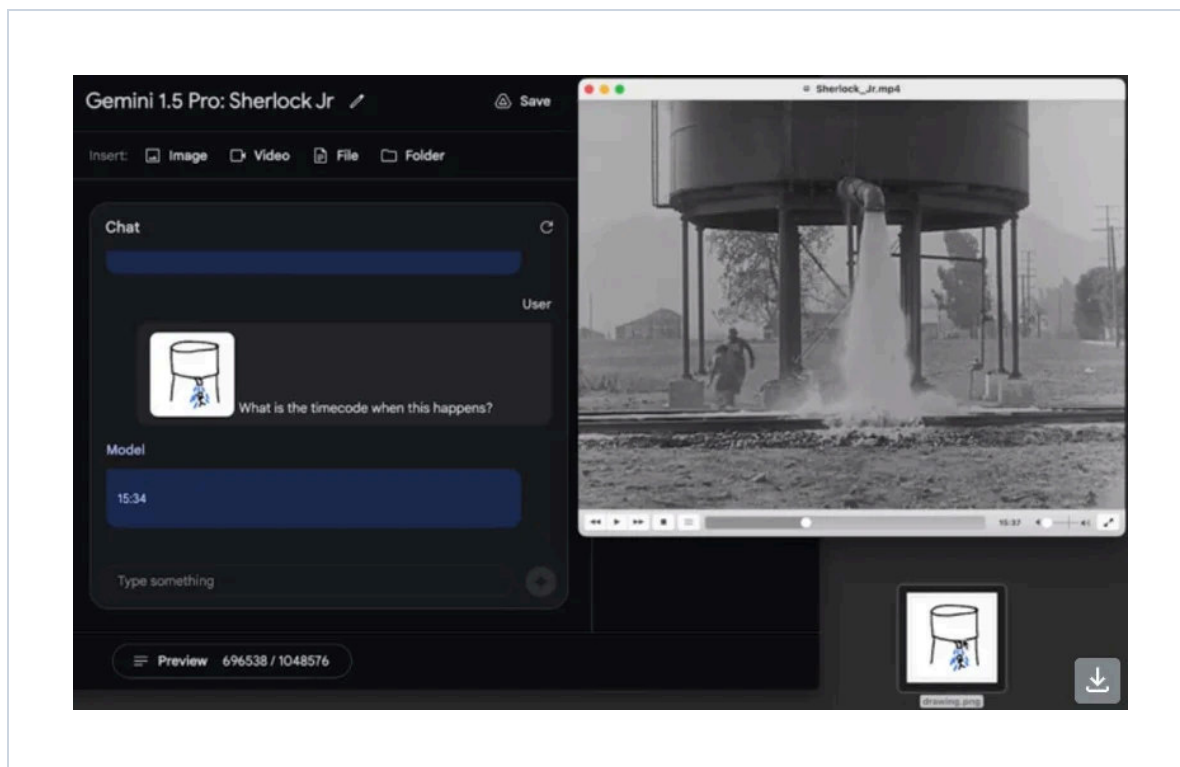 Gemini 1.5 Pro: Sherlock Jr
Save
Insert: Image Video File Folder
Chat
User
What is the timecode when this happens?
Model
15:34
Type something
Preview 696538 / 1048576
Sherlock_Jr.mp4
15:37
drawing.png